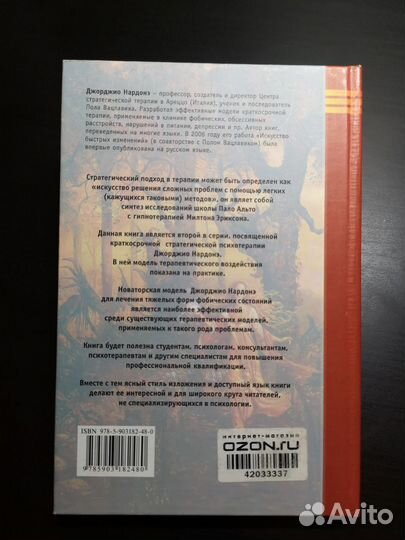 Джорджио Нардонэ – профессор, создатель и директор Центра
стратегической терапии в Ареццо (Италия), ученик и последователь
Пола Вацлавика. Разработал эффективные модели краткосрочной
терапии, применяемые в клинике фобических, обсессивных
расстройств, нарушений в питании, депрессии и пр. Автор книг,
переведенных на многие языки. В 2006 году его работа «Искусство
быстрых изменений» (в соавторстве с Полом Вацлавиком) была
впервые опубликована на русском языке.
Стратегический подход в терапии может быть определен как
«искусство решения сложных проблем с помощью легких
(кажущихся таковыми) методов», он являет собой
синтез исследований школы Пало Альто
с гипнотерапией Милтона Эриксона.
Данная книга является второй в серии, посвященной
краткосрочной стратегической психотерапии
Джорджио Нардонэ.
В ней модель терапевтического воздействия
показана на практике.
Новаторская модель Джорджио Нардонэ
для лечения тяжелых форм фобических состояний
является наиболее эффективной
среди существующих терапевтических моделей,
применяемых к такого рода проблемам.
Книга будет полезна студентам, психологам, консультантам,
психотерапевтам и другим специалистам для повышения
профессиональной квалификации.
Вместе с тем ясный стиль изложения и доступный язык книги
делают ее интересной и для широкого круга читателей,
не специализирующихся в психологии.
ISBN 978-5-903182-48-0
9785903182480
интернет-магазин
OZON.ru
42033337
Avito